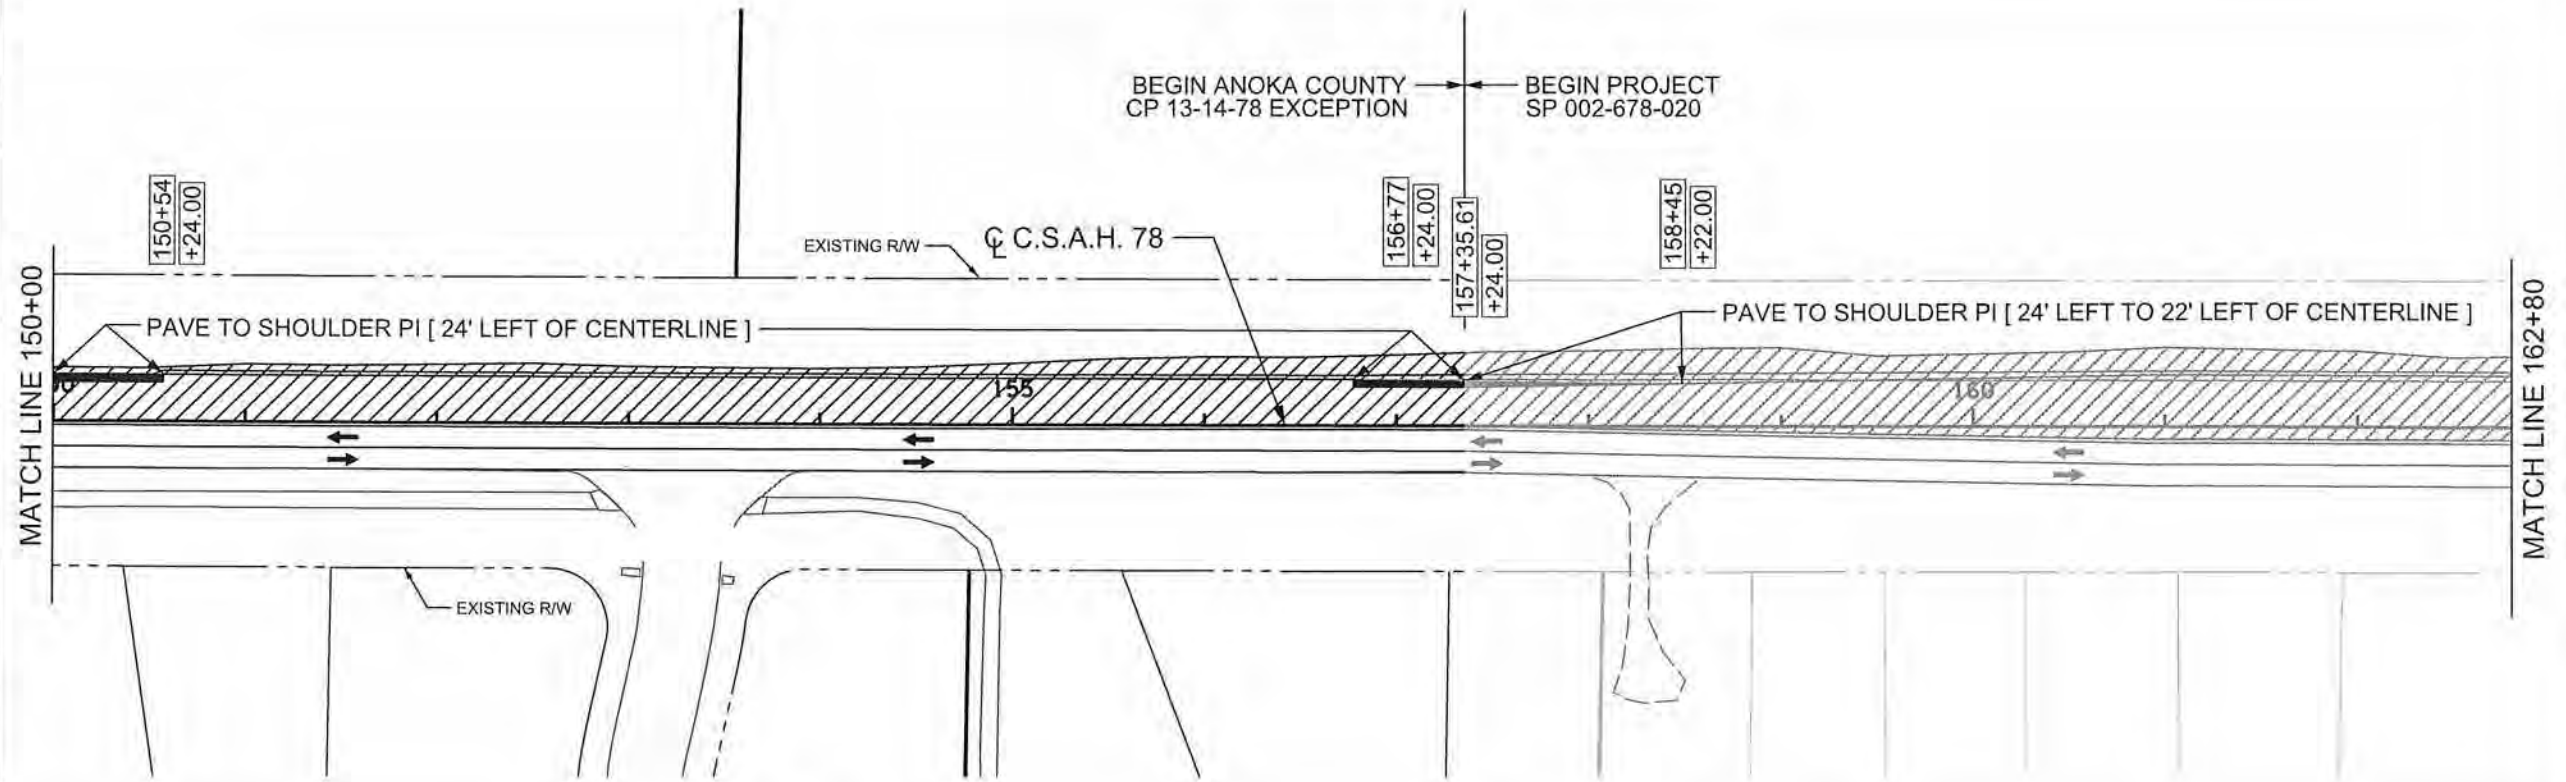 BEGIN ANOKA COUNTY
CP 13-14-78 EXCEPTION
BEGIN PROJECT
SP 002-678-020
150+54
+24.00
156+77
+24.00
157+35.61
+24.00
158+45
+22.00
EXISTING R/W
℄ C.S.A.H. 78
MATCH LINE 150+00
PAVE TO SHOULDER PI [ 24' LEFT OF CENTERLINE ]
PAVE TO SHOULDER PI [ 24' LEFT TO 22' LEFT OF CENTERLINE ]
MATCH LINE 162+80
155
160
EXISTING R/W